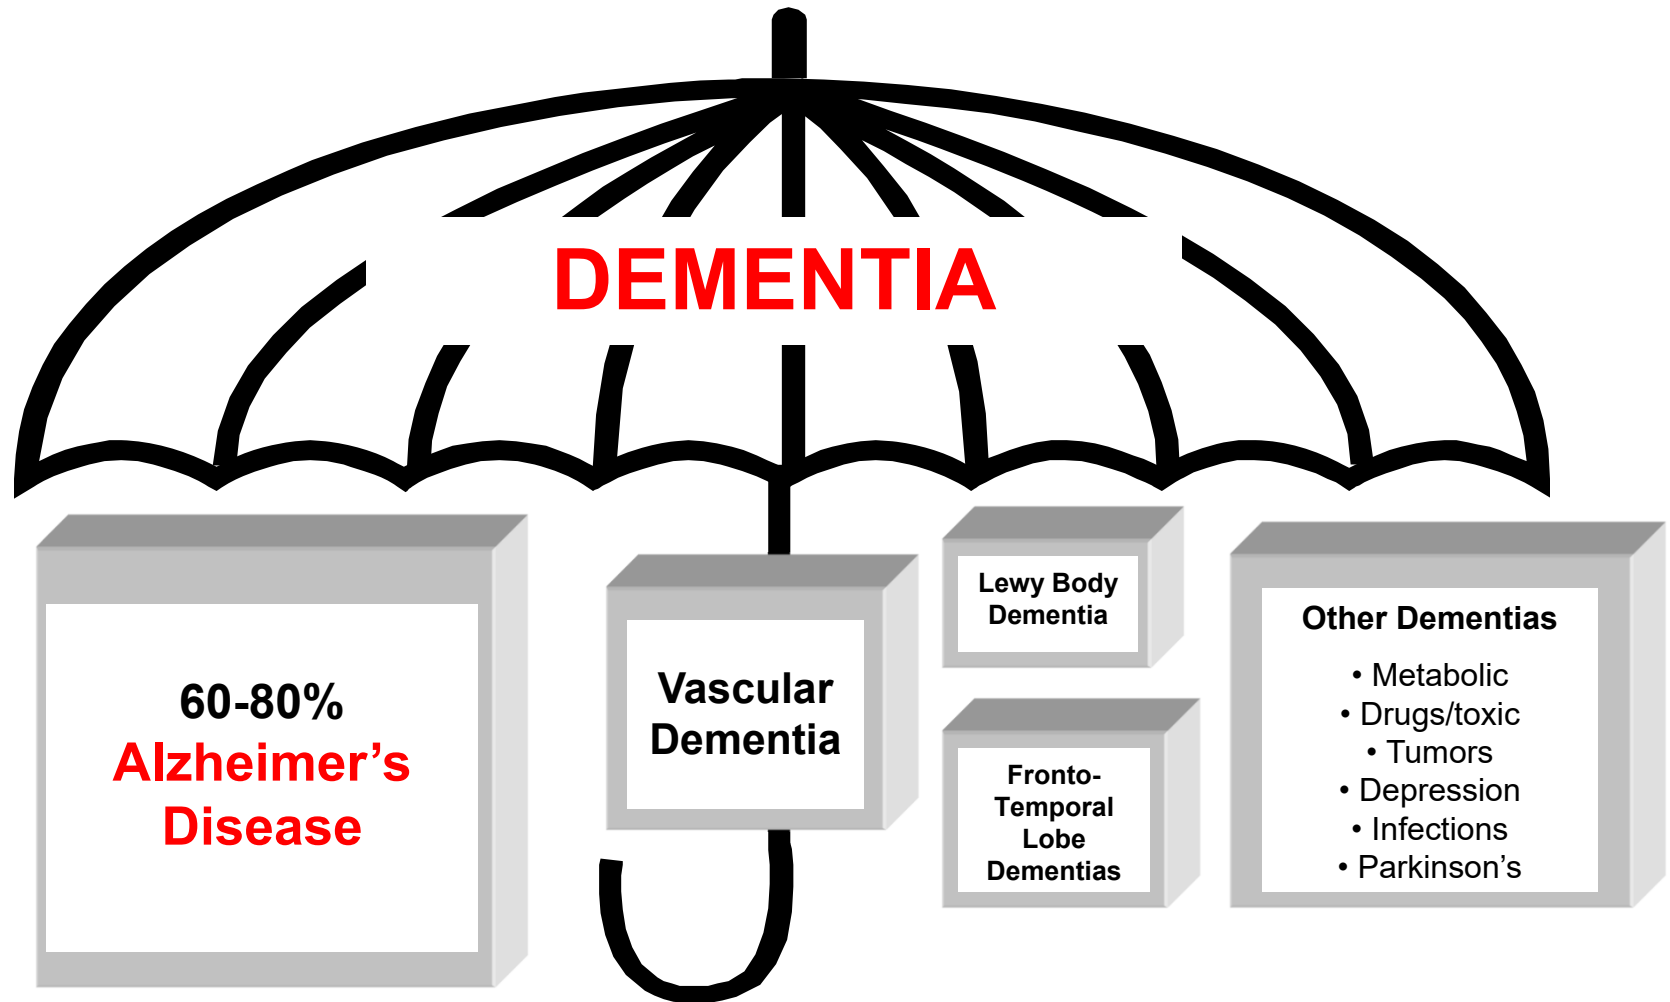 DEMENTIA
60-80%
Alzheimer’s
Disease
Vascular
Dementia
Lewy Body
Dementia
Fronto-
Temporal
Lobe
Dementias
Other Dementias
• Metabolic
• Drugs/toxic
• Tumors
• Depression
• Infections
• Parkinson’s